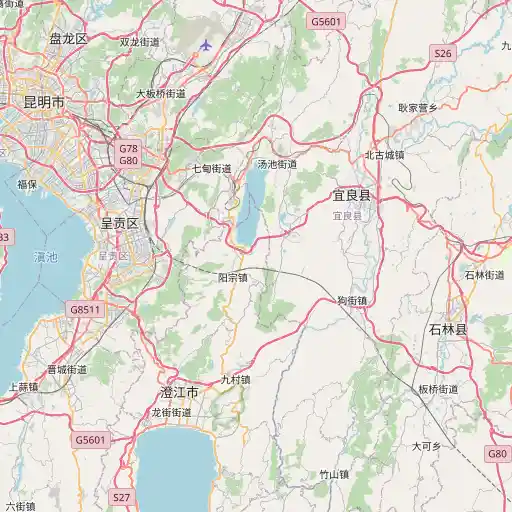 盘龙区
双龙街道
G5601
S26
九
大板桥街道
昆明市
耿家营乡
G78
G80
七甸街道
汤池街道
北古城镇
福保
宜良县
宜良县
呈贡区
滇池
呈贡区
石林街道
阳宗镇
狗街镇
G8511
石林县
晋城街道
上蒜镇
澄江市
九村镇
板桥街道
龙街街道
G5601
大可乡
G80
竹山镇
S27
六街镇